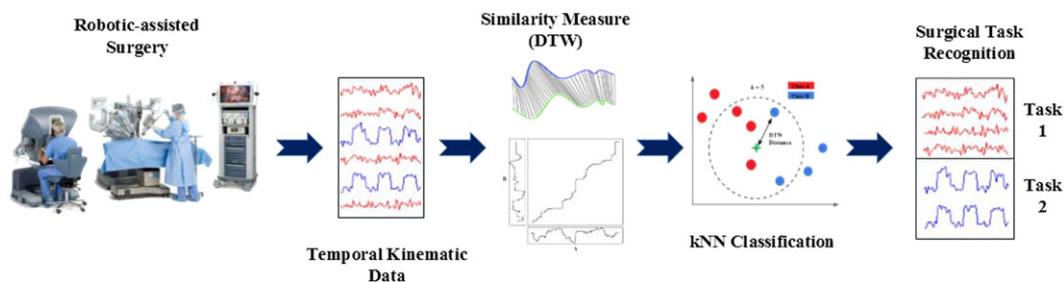 Robotic-assisted
Surgery
Temporal Kinematic
Data
Similarity Measure
(DTW)
B
A
k = 5
Class A
Class B
DTW
Distance
kNN Classification
Surgical Task
Recognition
Task
1
Task
2